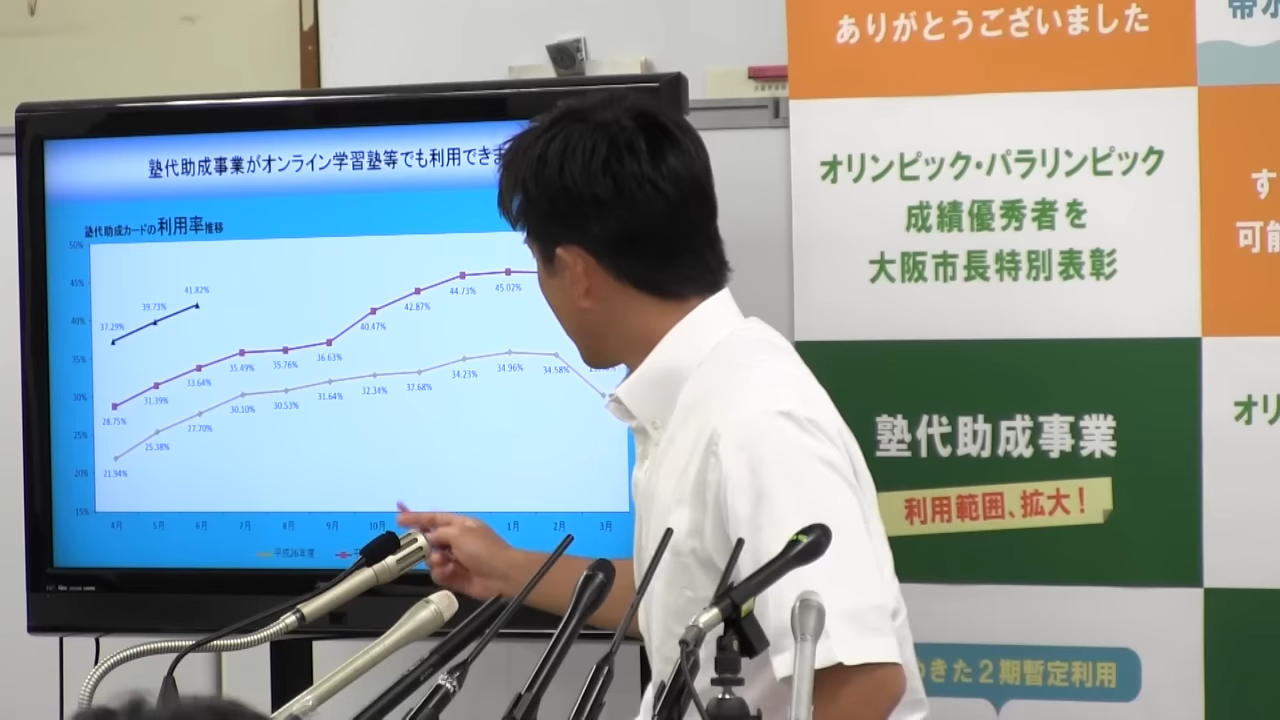 塾代助成事業がオンライン学習塾等でも利用できま
塾代助成カードの利用率推移
50%
45%
40%
35%
30%
25%
20%
15%
37.29%
39.73%
41.82%
28.75%
31.39%
33.64%
35.49%
35.76%
36.63%
40.47%
42.87%
44.73%
45.02%
21.94%
25.38%
27.70%
30.10%
30.53%
31.64%
32.34%
32.68%
34.23%
34.96%
34.58%
4月 5月 6月 7月 8月 9月 10月 1月 2月 3月
平成26年度
ありがとうございました
オリンピック・パラリンピック
成績優秀者を
大阪市長特別表彰
塾代助成事業
利用範囲、拡大！
きた２期暫定利用
す
可能
オリ